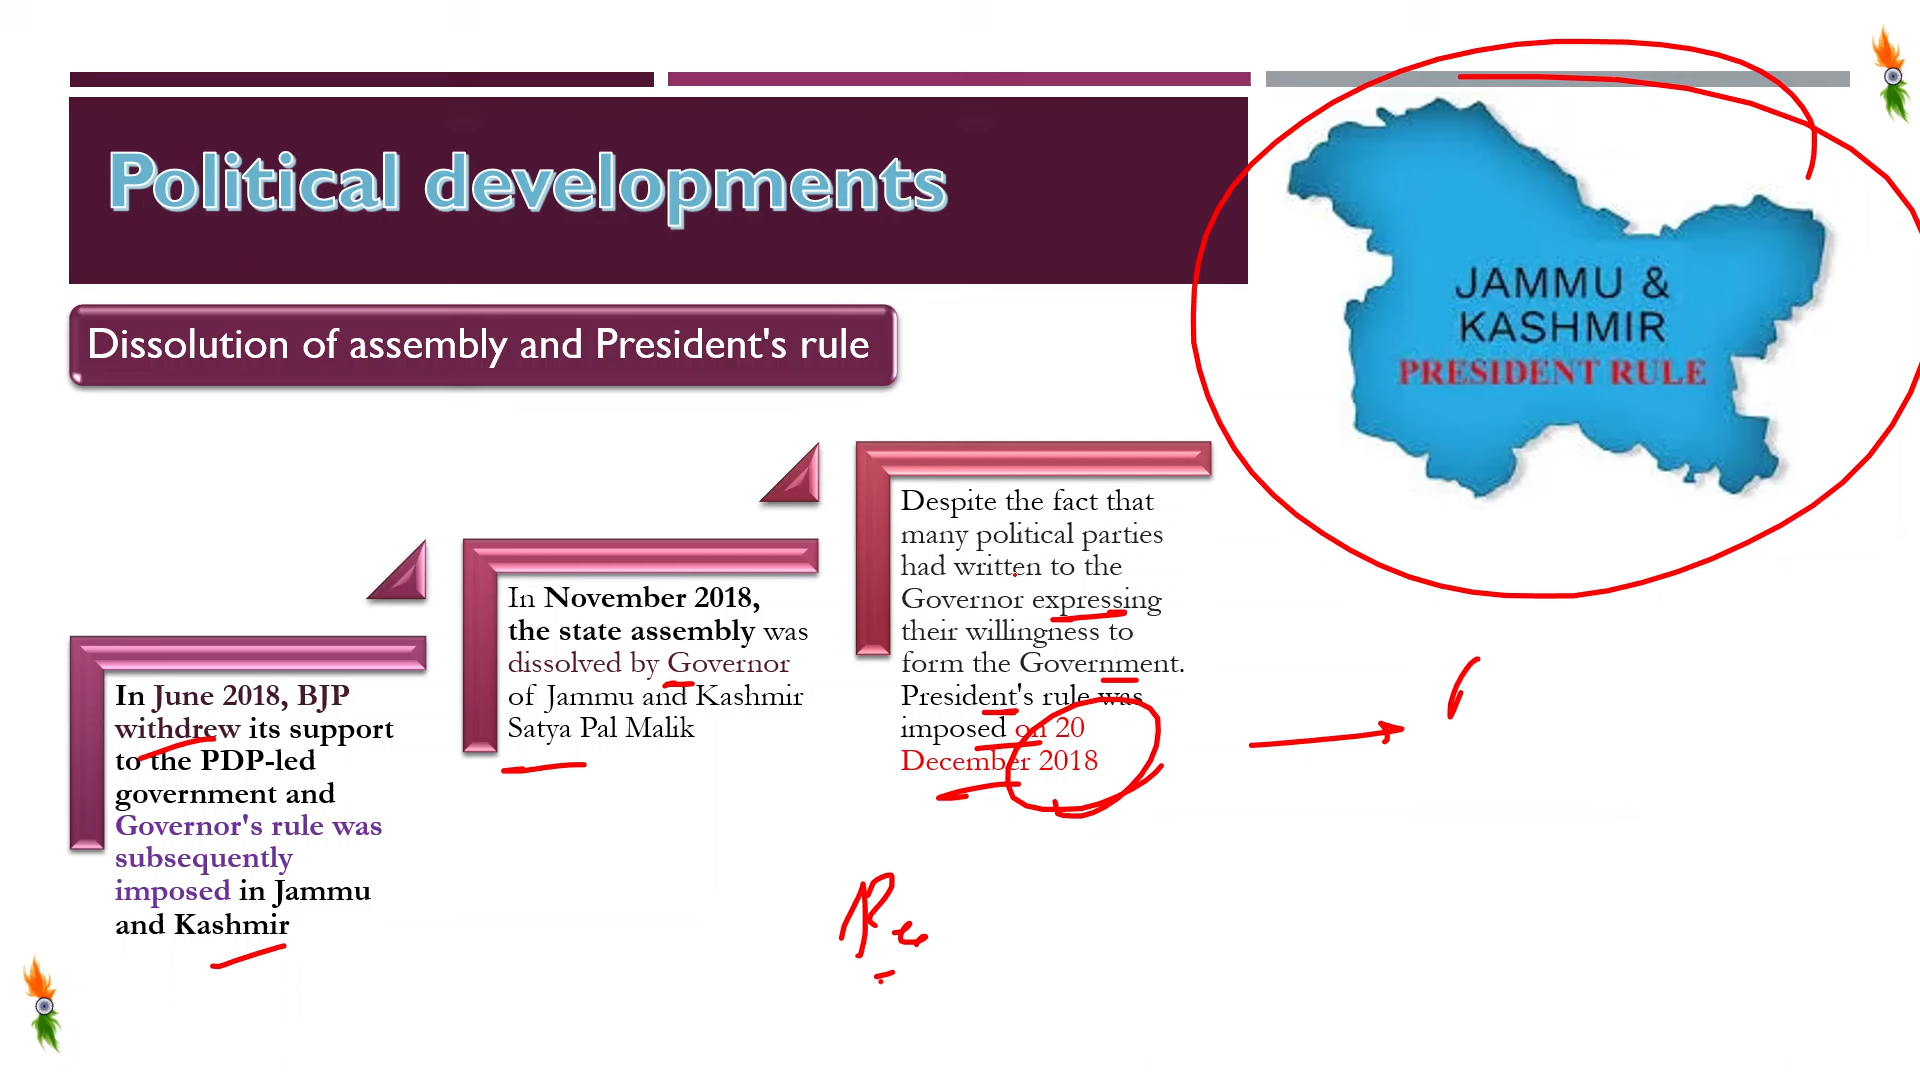 Political developments
Dissolution of assembly and President's rule
JAMMU &
KASHMIR
PRESIDENT RULE
In June 2018, BJP
withdrew its support
to the PDP-led
government and
Governor's rule was
subsequently
imposed in Jammu
and Kashmir
In November 2018,
the state assembly was
dissolved by Governor
of Jammu and Kashmir
Satya Pal Malik
Despite the fact that
many political parties
had written to the
Governor expressing
their willingness to
form the Government.
President's rule was
imposed on 20
December 2018